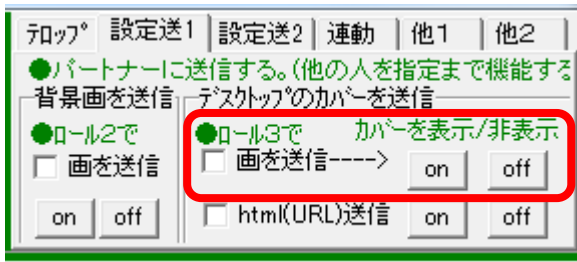 ﾃﾛｯﾌﾟ 設定送1 設定送2 連動 他1 他2
●パートナーに送信する。(他の人を指定まで機能する
背景画を送信 ﾃﾞｽｸﾄｯﾌﾟのｶﾊﾞｰを送信
●ﾛｰﾙ2で ●ﾛｰﾙ3で ｶﾊﾞｰを表示/非表示
画を送信 画を送信----> on off
on off html(URL)送信 on off